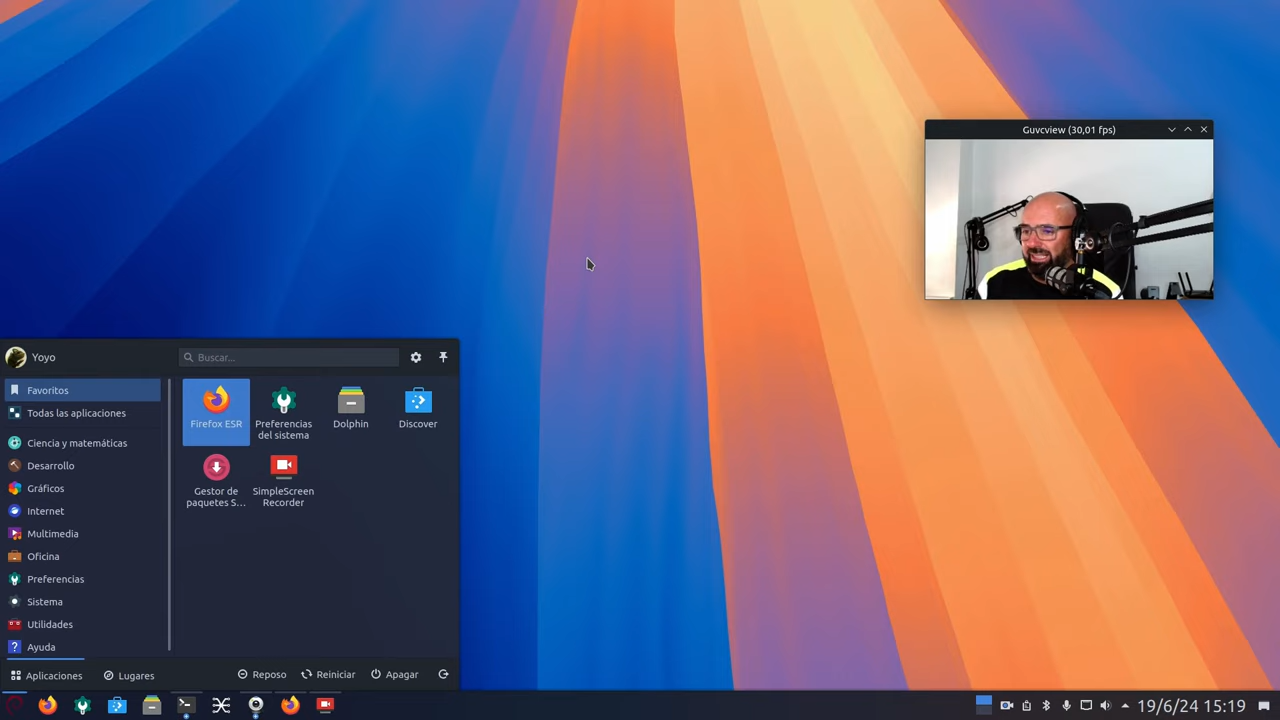 Guvcview (30,01 fps)
Yoyo
Buscar...
Favoritos
Todas las aplicaciones
Ciencia y matemáticas
Desarrollo
Gráficos
Internet
Multimedia
Oficina
Preferencias
Sistema
Utilidades
Ayuda
Firefox ESR
Preferencias
del sistema
Dolphin
Discover
Gestor de
paquetes S...
SimpleScreen
Recorder
Aplicaciones
Lugares
Reposo
Reiniciar
Apagar
19/6/24 15:19